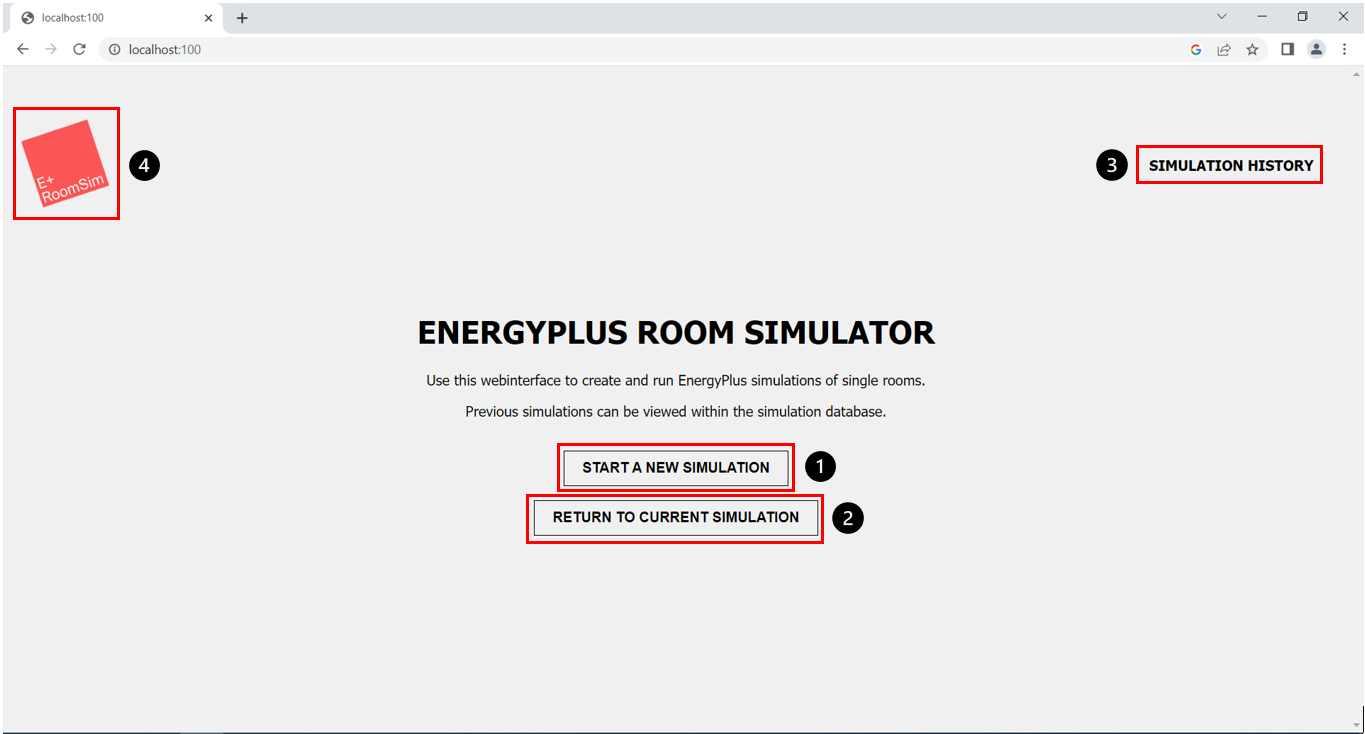 localhost:100
localhost:100
E+
RoomSim
4
3
SIMULATION HISTORY
ENERGYPLUS ROOM SIMULATOR
Use this webinterface to create and run EnergyPlus simulations of single rooms.
Previous simulations can be viewed within the simulation database.
START A NEW SIMULATION
1
RETURN TO CURRENT SIMULATION
2